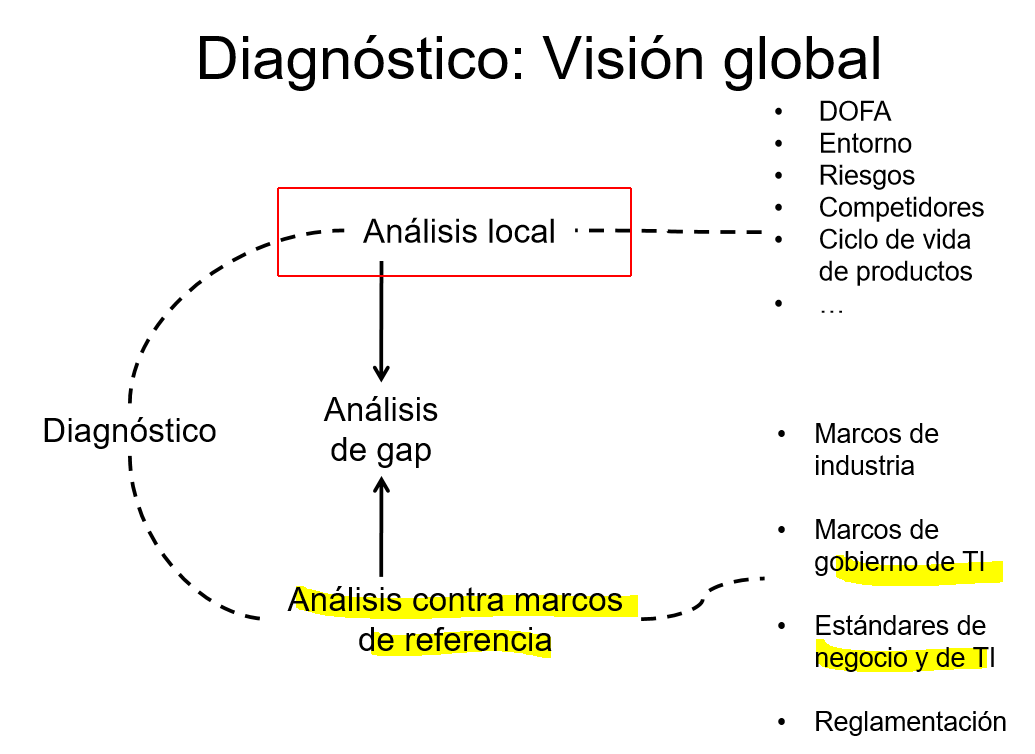 Diagnóstico: Visión global
• DOFA
• Entorno
• Riesgos
• Competidores
• Ciclo de vida
de productos
• …
Análisis local
Análisis
de gap
Diagnóstico
Análisis contra marcos
de referencia
• Marcos de
industria
• Marcos de
gobierno de TI
• Estándares de
negocio y de TI
• Reglamentación